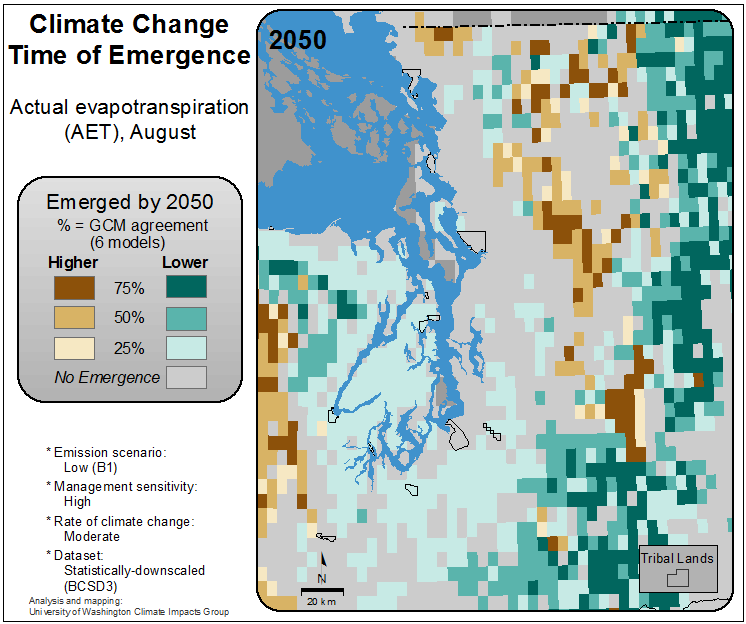 Climate Change
Time of Emergence
Actual evapotranspiration
(AET), August
Emerged by 2050
% = GCM agreement
(6 models)
Higher Lower
75%
50%
25%
No Emergence
* Emission scenario:
Low (B1)
* Management sensitivity:
High
* Rate of climate change:
Moderate
* Dataset:
Statistically-downscaled
(BCSD3)
Analysis and mapping:
University of Washington Climate Impacts Group
2050
N
20 km
Tribal Lands